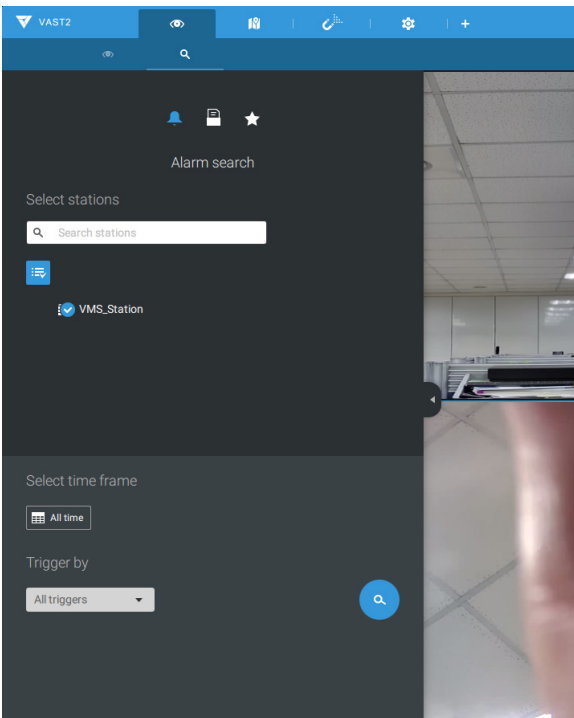 VAST2
Alarm search
Select stations
Search stations
VMS_Station
Select time frame
All time
Trigger by
All triggers